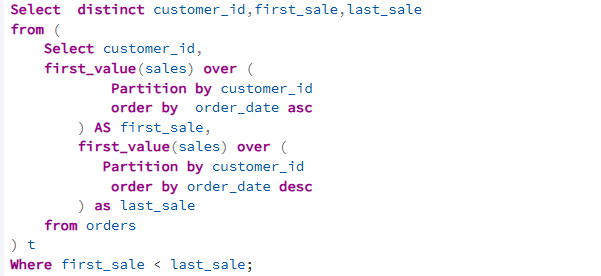 Select  distinct customer_id,first_sale,last_sale
from (
    Select customer_id,
    first_value(sales) over (
            Partition by customer_id
            order by  order_date asc
        ) AS first_sale,
        first_value(sales) over (
           Partition by customer_id
            order by order_date desc
        ) as last_sale
    from orders
) t
Where first_sale < last_sale;